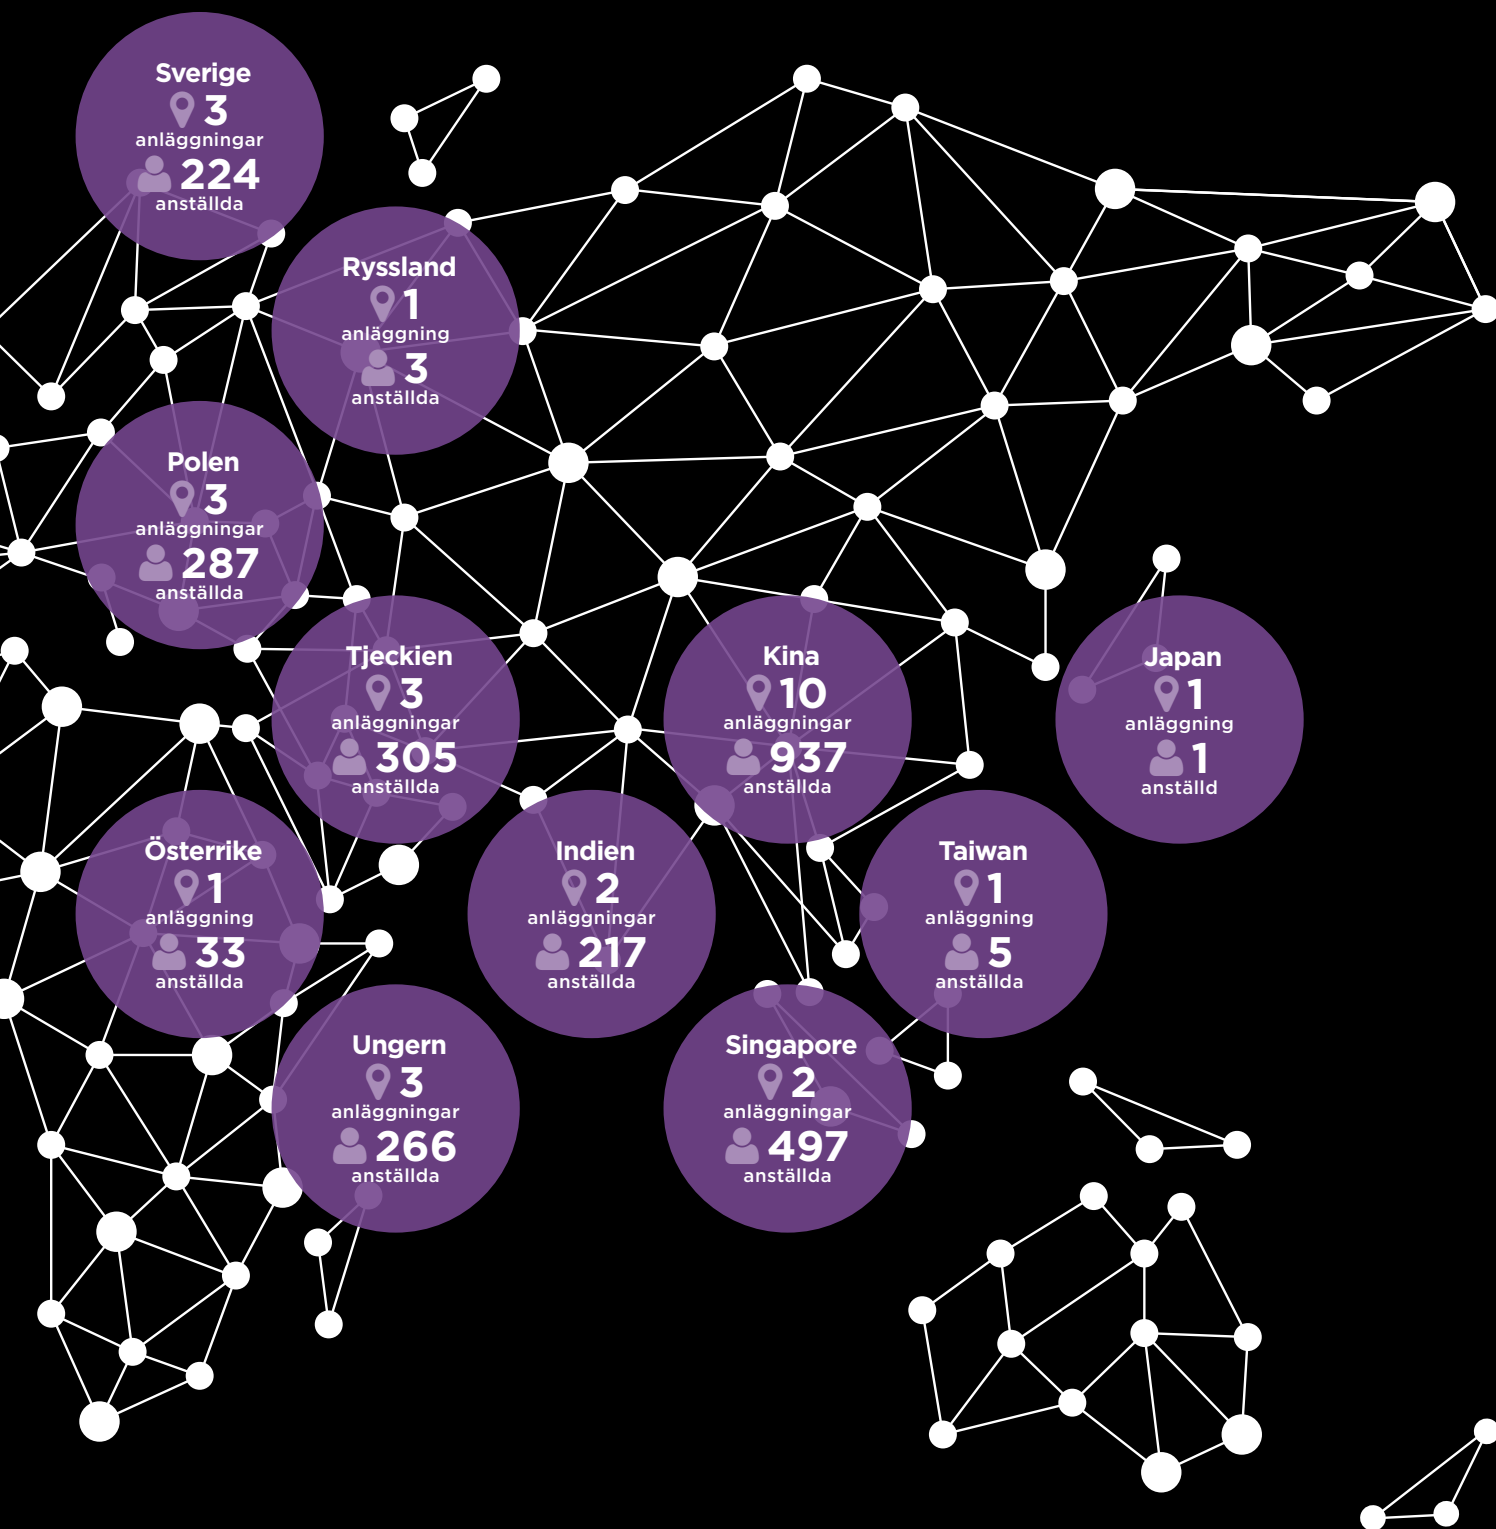 Sverige
3
anläggningar
224
anställda
Ryssland
1
anläggning
3
anställda
Polen
3
anläggningar
287
anställda
Tjeckien
3
anläggningar
305
anställda
Kina
10
anläggningar
937
anställda
Japan
1
anläggning
1
anställd
Österrike
1
anläggning
33
anställda
Indien
2
anläggningar
217
anställda
Taiwan
1
anläggning
5
anställda
Ungern
3
anläggningar
266
anställda
Singapore
2
anläggningar
497
anställda